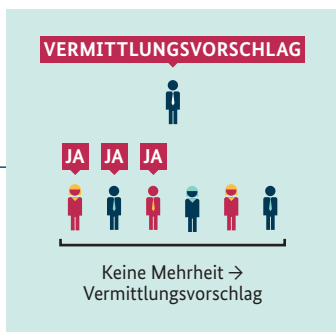 VERMITTLUNGSVORSCHLAG
JA JA JA
Keine Mehrheit →
Vermittlungsvorschlag